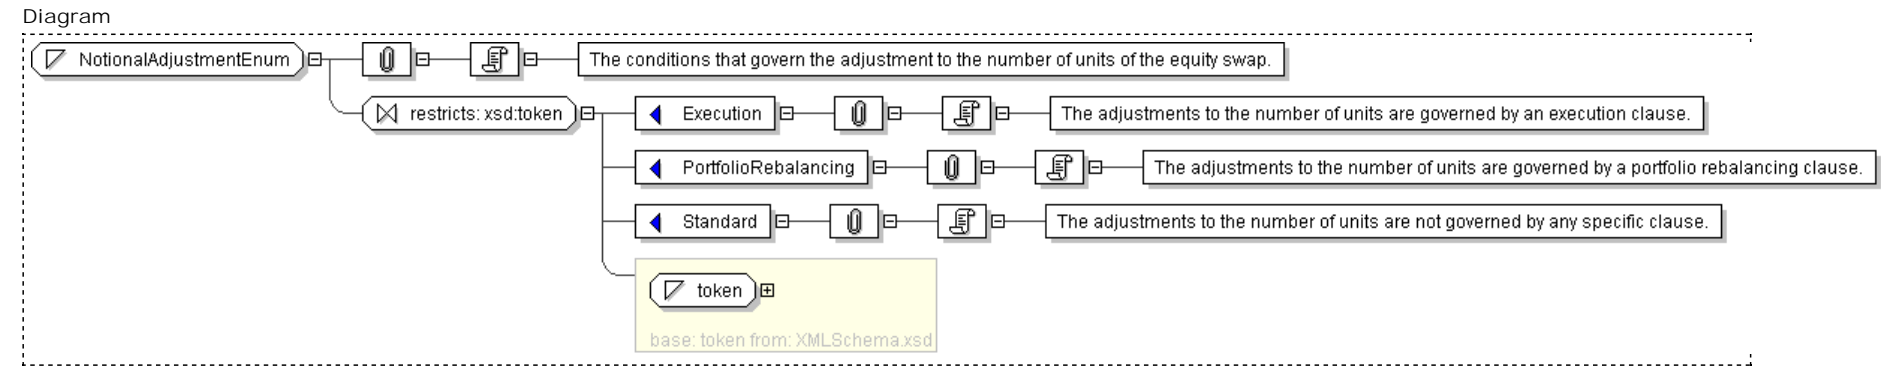 Diagram
NotionalAdjustmentEnum
The conditions that govern the adjustment to the number of units of the equity swap.
restricts: xsd:token
Execution
The adjustments to the number of units are governed by an execution clause.
PortfolioRebalancing
The adjustments to the number of units are governed by a portfolio rebalancing clause.
Standard
The adjustments to the number of units are not governed by any specific clause.
token
base: token from: XMLSchema.xsd